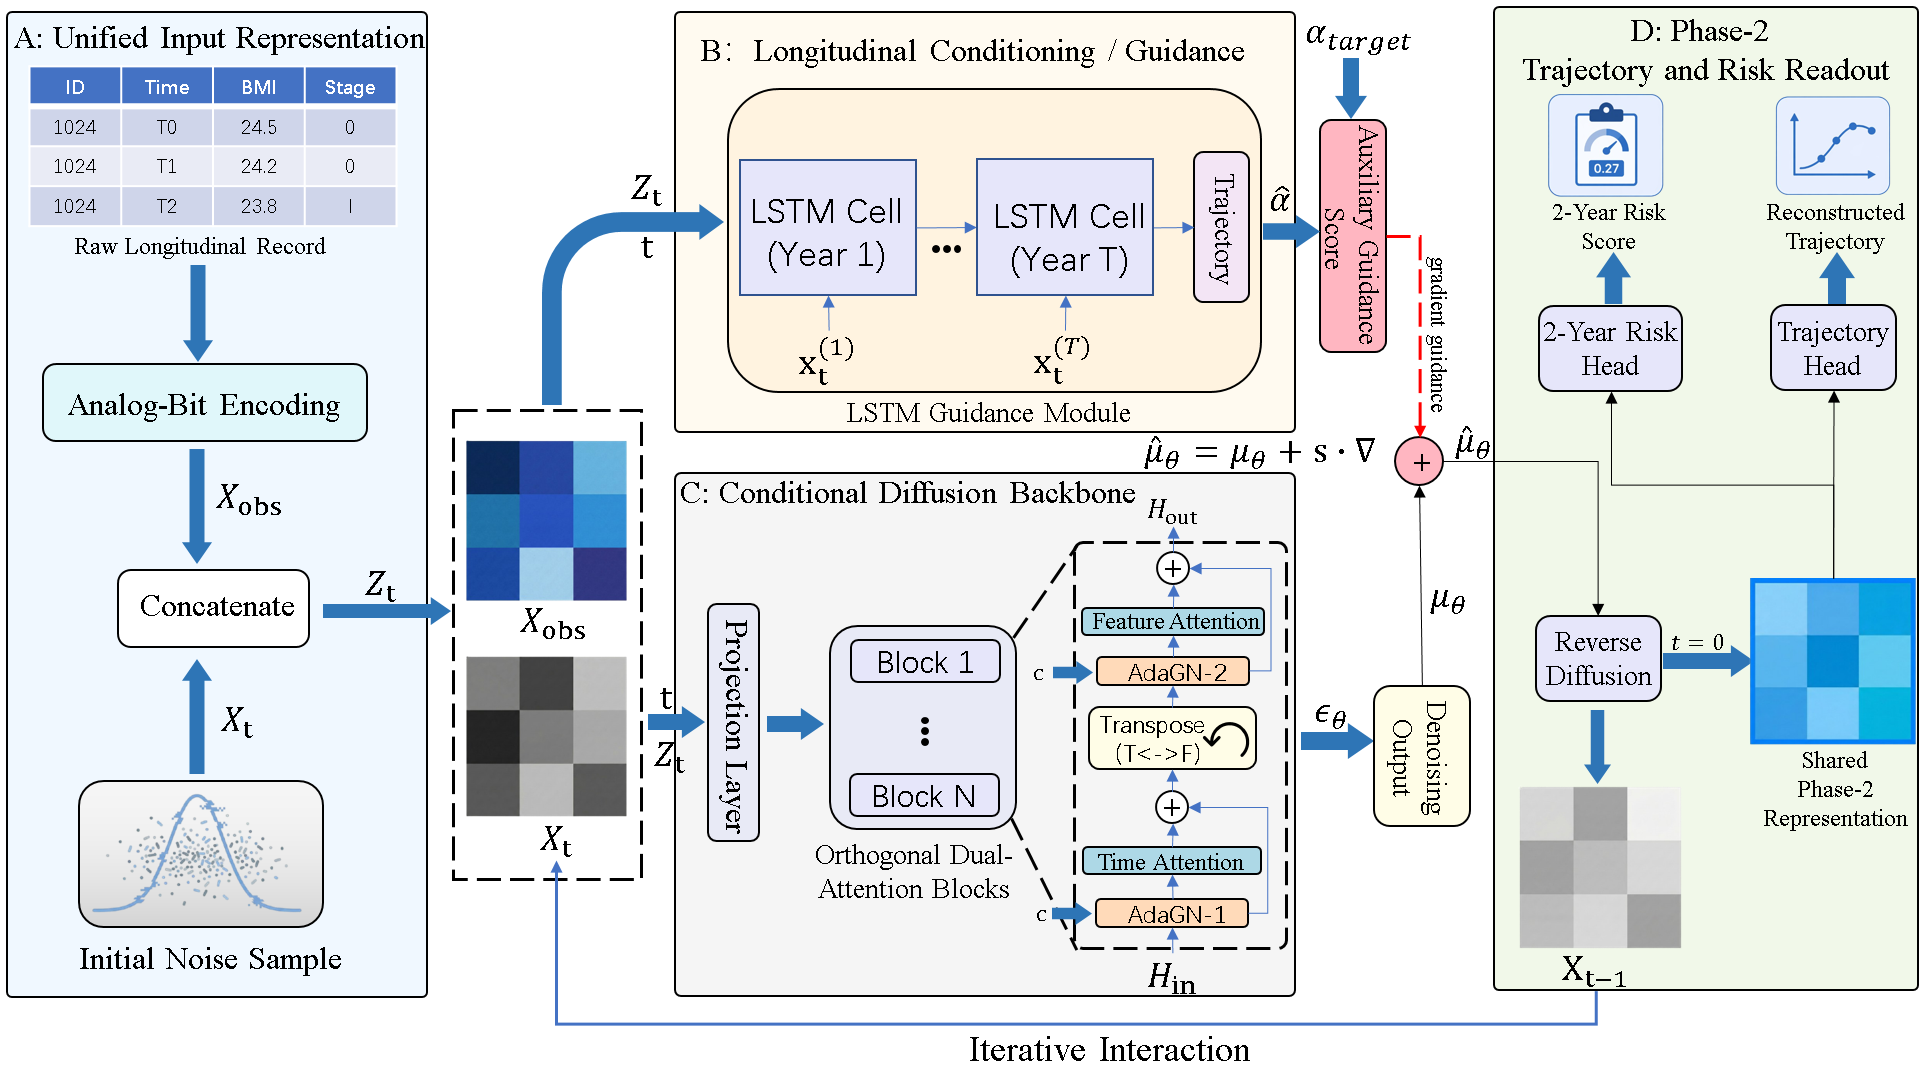 A: Unified Input Representation
ID Time BMI Stage
1024 T0 24.5 0
1024 T1 24.2 0
1024 T2 23.8 I
Raw Longitudinal Record
Analog-Bit Encoding
X_obs
Concatenate
Z_t
X_t
Initial Noise Sample
X_obs
X_t
Z_t
t
t
Z_t
B: Longitudinal Conditioning / Guidance
LSTM Cell
(Year 1)
...
LSTM Cell
(Year T)
Trajectory
x_t^(1)
x_t^(T)
LSTM Guidance Module
α̂
α_target
Auxiliary Guidance
Score
gradient guidance
μ̂_θ = μ_θ + s · ∇
+
μ̂_θ
μ_θ
C: Conditional Diffusion Backbone
Projection Layer
Block 1
Block N
Orthogonal Dual-
Attention Blocks
H_out
+
Feature Attention
c
AdaGN-2
Transpose
(T<->F)
+
Time Attention
c
AdaGN-1
H_in
ϵ_θ
Denoising
Output
D: Phase-2
Trajectory and Risk Readout
0.27
2-Year Risk
Score
Reconstructed
Trajectory
2-Year Risk
Head
Trajectory
Head
Reverse
Diffusion
t = 0
Shared
Phase-2
Representation
X_t−1
Iterative Interaction